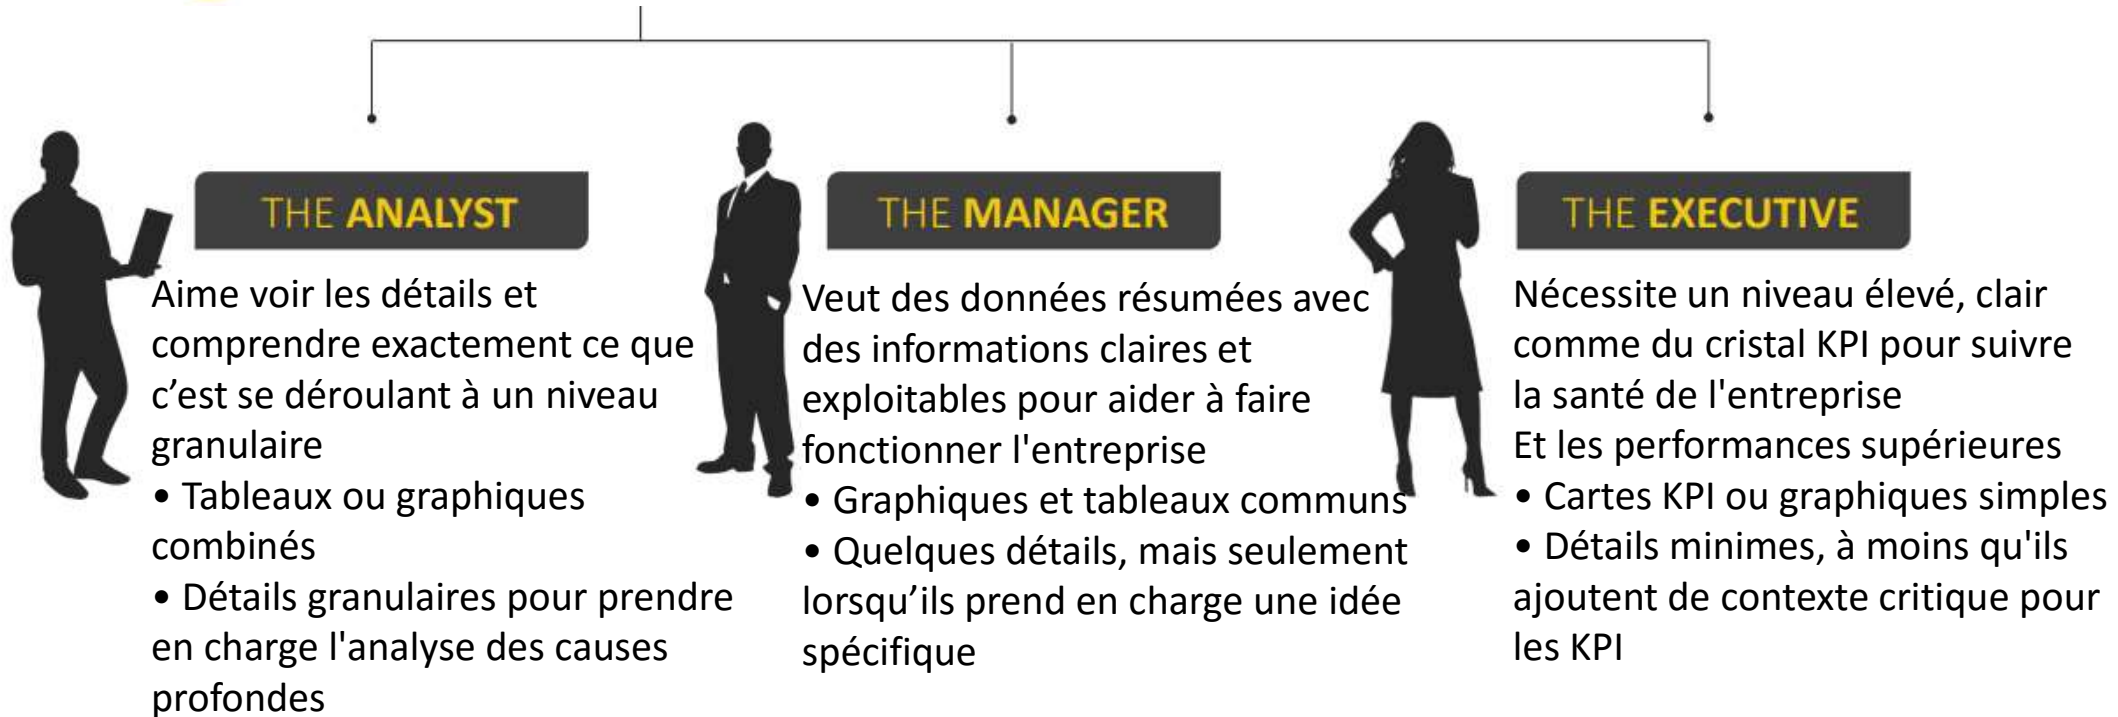 THE ANALYST
Aime voir les détails et
comprendre exactement ce que
c’est se déroulant à un niveau
granulaire
• Tableaux ou graphiques
combinés
• Détails granulaires pour prendre
en charge l'analyse des causes
profondes
THE MANAGER
Veut des données résumées avec
des informations claires et
exploitables pour aider à faire
fonctionner l'entreprise
• Graphiques et tableaux communs
• Quelques détails, mais seulement
lorsqu’ils prend en charge une idée
spécifique
THE EXECUTIVE
Nécessite un niveau élevé, clair
comme du cristal KPI pour suivre
la santé de l'entreprise
Et les performances supérieures
• Cartes KPI ou graphiques simples
• Détails minimes, à moins qu'ils
ajoutent de contexte critique pour
les KPI